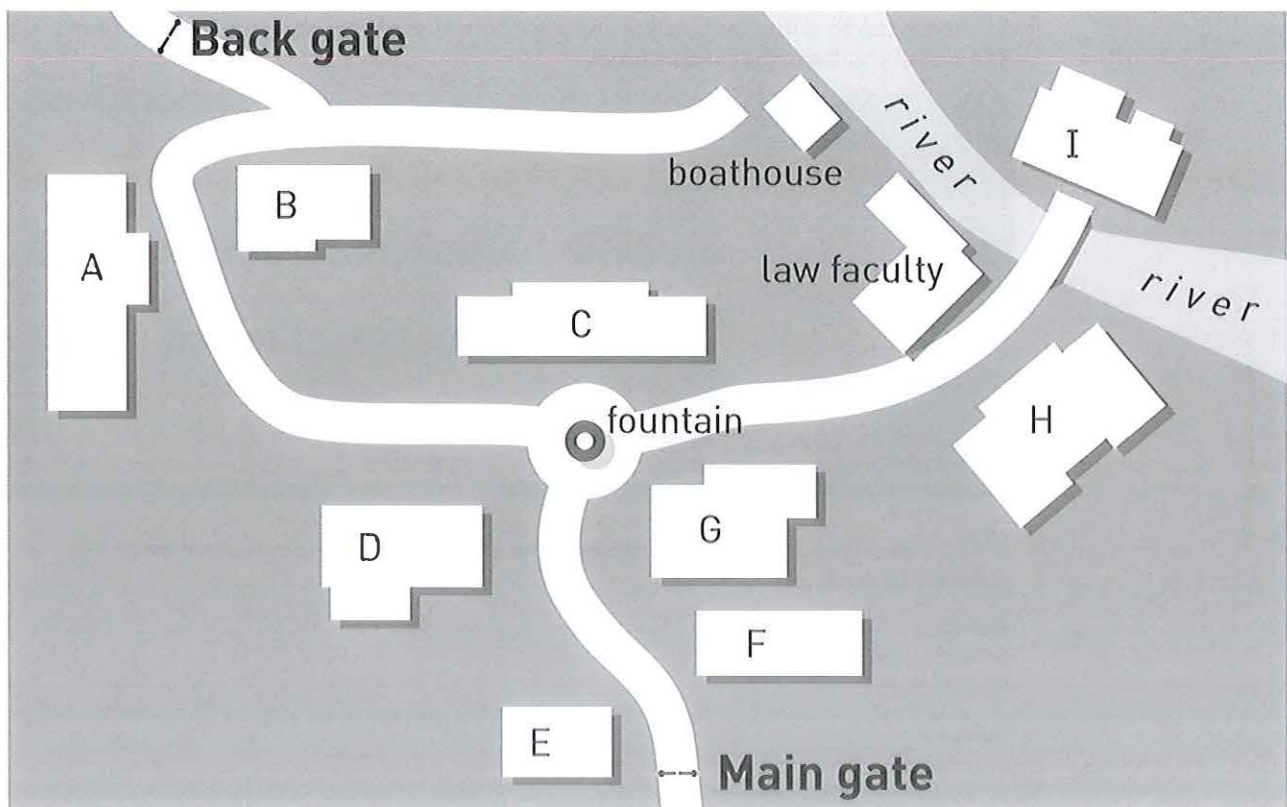 Back gate
river
I
boathouse
B
A
law faculty
river
C
fountain
H
G
D
F
E
Main gate